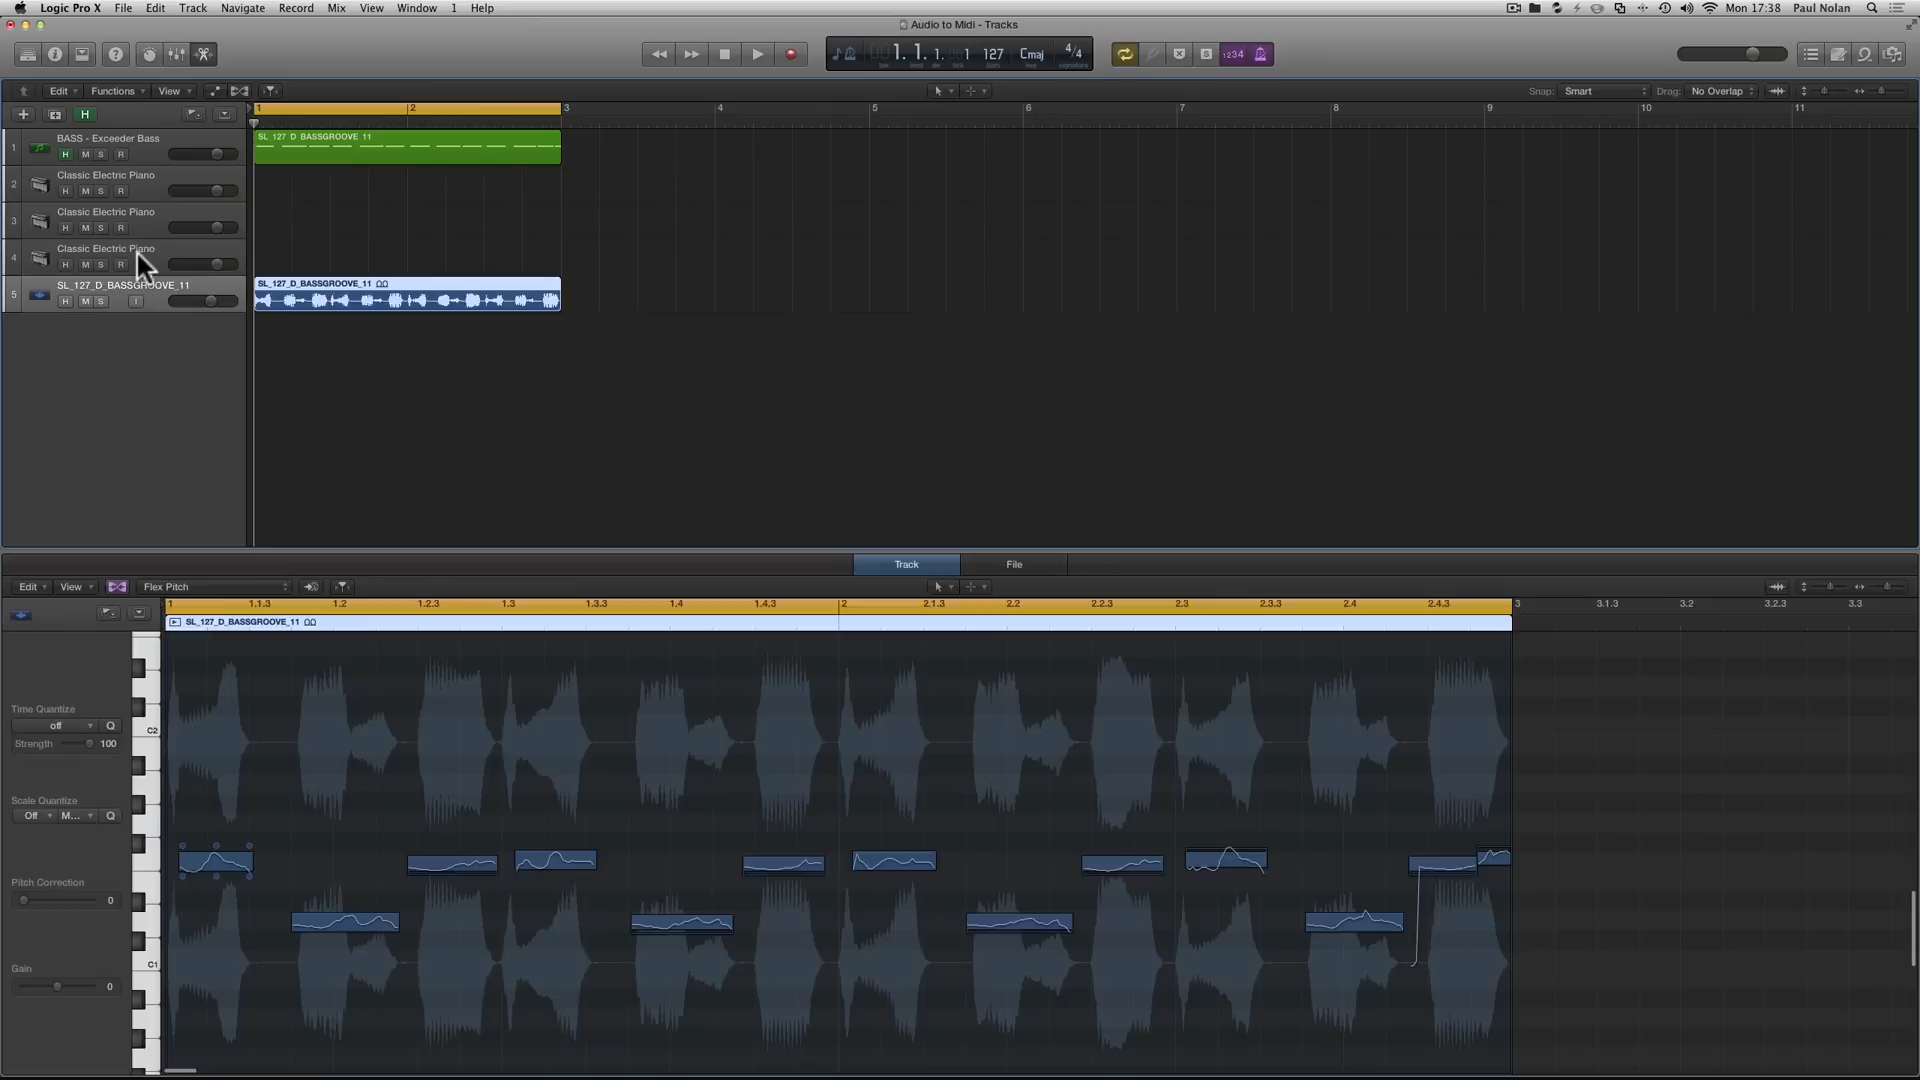 Logic Pro X File Edit Track Navigate Record Mix View Window 1 Help Mon 17:38 Paul Nolan
Audio to Midi - Tracks
1. 1. 1. 1 127 Cmaj 4/4 1234
Edit Functions View Snap: Smart Drag: No Overlap
H 1 2 3 4 5 6 7 8 9 10 11
1 BASS - Exceeder Bass
H M S R
SL_127_D_BASSGROOVE_11
2 Classic Electric Piano
H M S R
3 Classic Electric Piano
H M S R
4 Classic Electric Piano
H M S R
5 SL_127_D_BASSGROOVE_11
H M S I
SL_127_D_BASSGROOVE_11
Track File
Edit View Flex Pitch
1 1.1.3 1.2 1.2.3 1.3 1.3.3 1.4 1.4.3 2 2.1.3 2.2 2.2.3 2.3 2.3.3 2.4 2.4.3 3 3.1.3 3.2 3.2.3 3.3
SL_127_D_BASSGROOVE_11
Time Quantize
off Q
Strength 100
C2
Scale Quantize
Off M... Q
Pitch Correction
0
C1
Gain
0